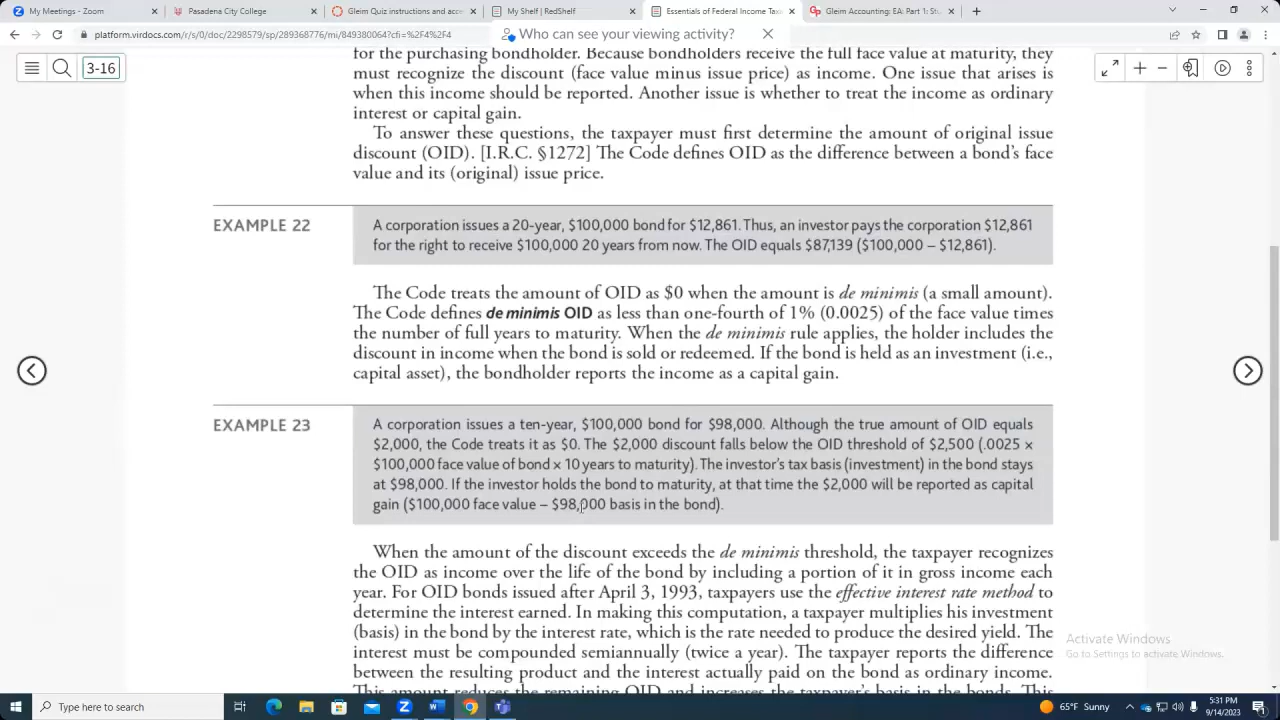 Zoom Meetings
Pasadena City College
Gleim Quiz instructions and acce
My Shelf | RedShelf
Essentials of Federal Income Tax
Gleim Accounting: EA: Part 1: Stu
platform.virdocs.com/r/s/0/doc/2298579/sp/289368776/mi/849380064?cfi=%2F4%2F4
Who can see your viewing activity?
3-16
for the purchasing bondholder. Because bondholders receive the full face value at maturity, they
must recognize the discount (face value minus issue price) as income. One issue that arises is
when this income should be reported. Another issue is whether to treat the income as ordinary
interest or capital gain.
To answer these questions, the taxpayer must first determine the amount of original issue
discount (OID). [I.R.C. §1272] The Code defines OID as the difference between a bond's face
value and its (original) issue price.
EXAMPLE 22
A corporation issues a 20-year, $100,000 bond for $12,861. Thus, an investor pays the corporation $12,861
for the right to receive $100,000 20 years from now. The OID equals $87,139 ($100,000 – $12,861).
The Code treats the amount of OID as $0 when the amount is de minimis (a small amount).
The Code defines de minimis OID as less than one-fourth of 1% (0.0025) of the face value times
the number of full years to maturity. When the de minimis rule applies, the holder includes the
discount in income when the bond is sold or redeemed. If the bond is held as an investment (i.e.,
capital asset), the bondholder reports the income as a capital gain.
EXAMPLE 23
A corporation issues a ten-year, $100,000 bond for $98,000. Although the true amount of OID equals
$2,000, the Code treats it as $0. The $2,000 discount falls below the OID threshold of $2,500 (.0025 ×
$100,000 face value of bond × 10 years to maturity). The investor's tax basis (investment) in the bond stays
at $98,000. If the investor holds the bond to maturity, at that time the $2,000 will be reported as capital
gain ($100,000 face value – $98,000 basis in the bond).
When the amount of the discount exceeds the de minimis threshold, the taxpayer recognizes
the OID as income over the life of the bond by including a portion of it in gross income each
year. For OID bonds issued after April 3, 1993, taxpayers use the effective interest rate method to
determine the interest earned. In making this computation, a taxpayer multiplies his investment
(basis) in the bond by the interest rate, which is the rate needed to produce the desired yield. The
interest must be compounded semiannually (twice a year). The taxpayer reports the difference
between the resulting product and the interest actually paid on the bond as ordinary income.
This amount reduces the remaining OID and increases the taxpayer's basis in the bonds. This
Activate Windows
Go to Settings to activate Windows.
Type here to search
65°F Sunny
5:31 PM
9/14/2023